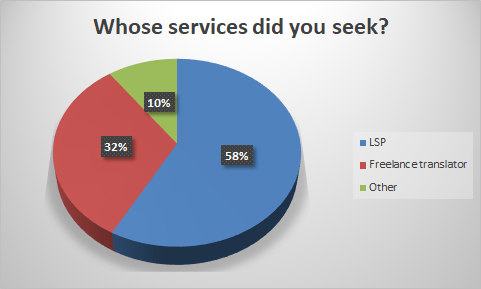 Whose services did you seek?
10%
32%
58%
LSP
Freelance translator
Other